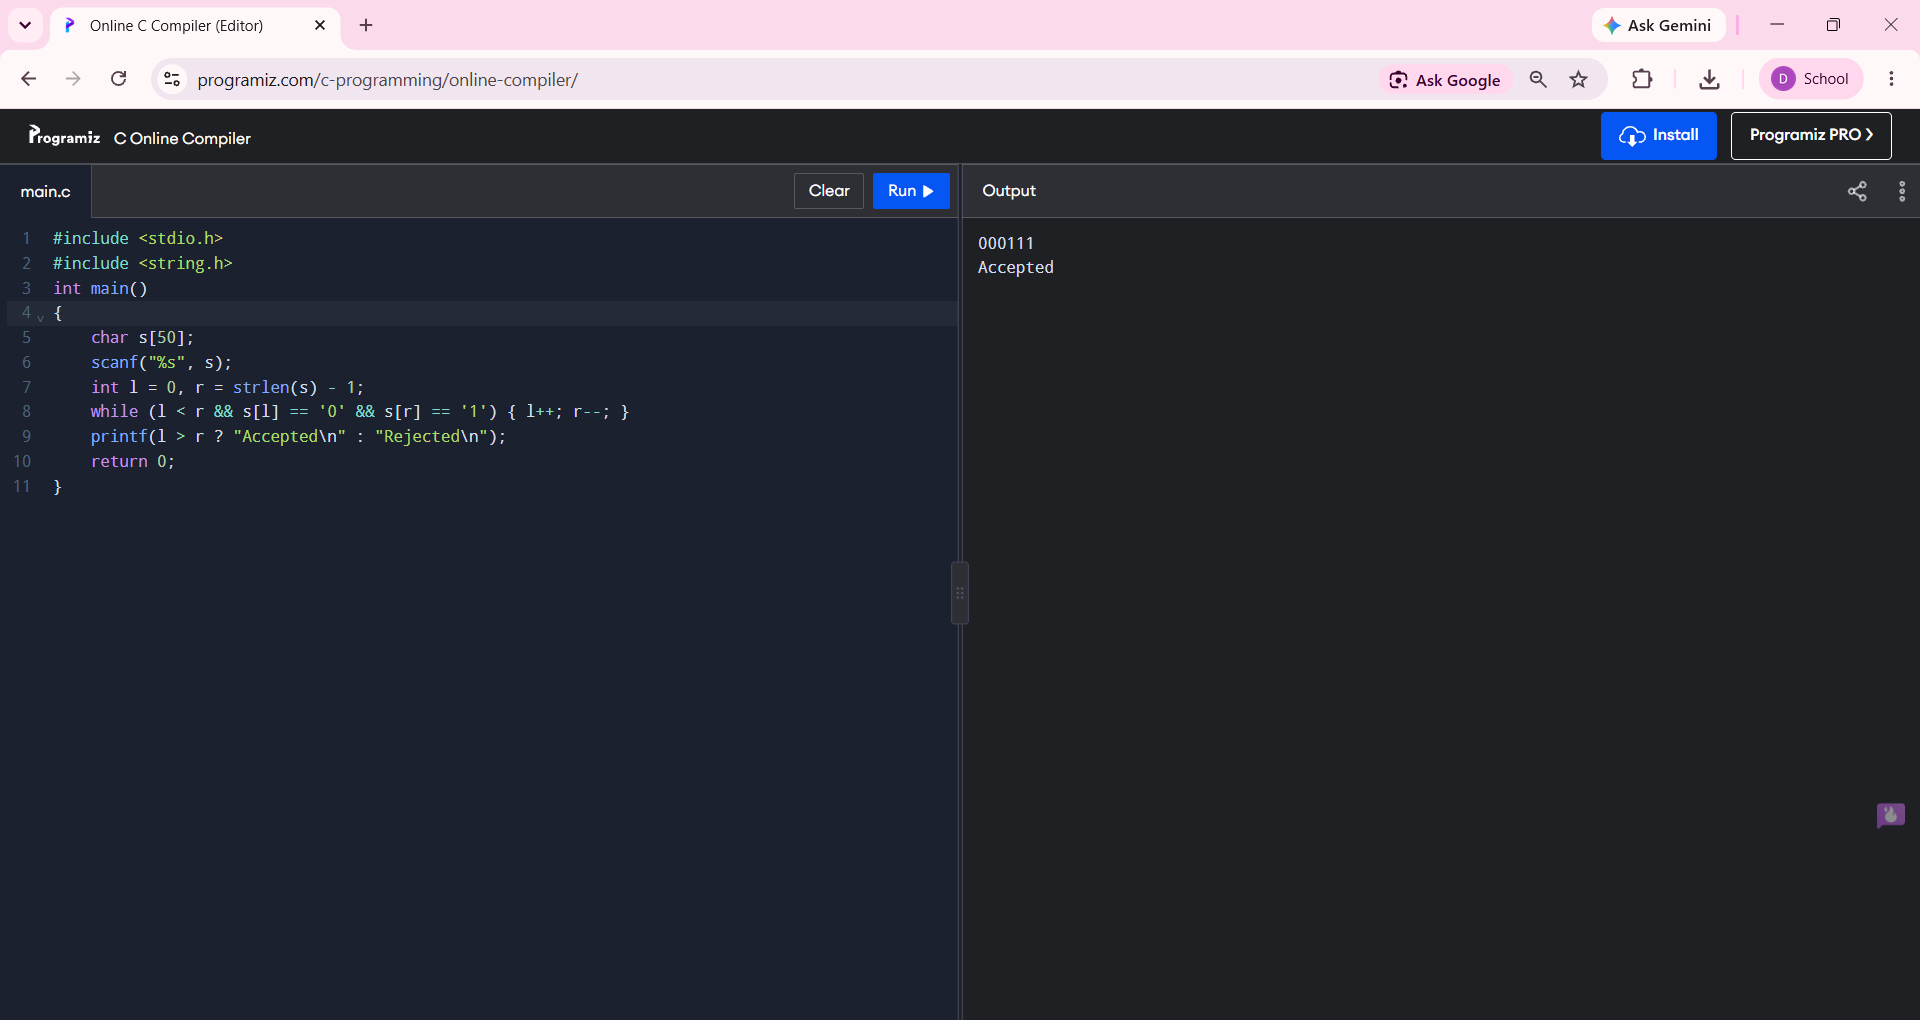 Online C Compiler (Editor)
Ask Gemini
programiz.com/c-programming/online-compiler/
Ask Google
D School
Programiz C Online Compiler
Install
Programiz PRO
main.c
Clear
Run
Output
1 #include <stdio.h>
2 #include <string.h>
3 int main()
4 {
5 char s[50];
6 scanf("%s", s);
7 int l = 0, r = strlen(s) - 1;
8 while (l < r && s[l] == '0' && s[r] == '1') { l++; r--; }
9 printf(l > r ? "Accepted\n" : "Rejected\n");
10 return 0;
11 }
000111
Accepted